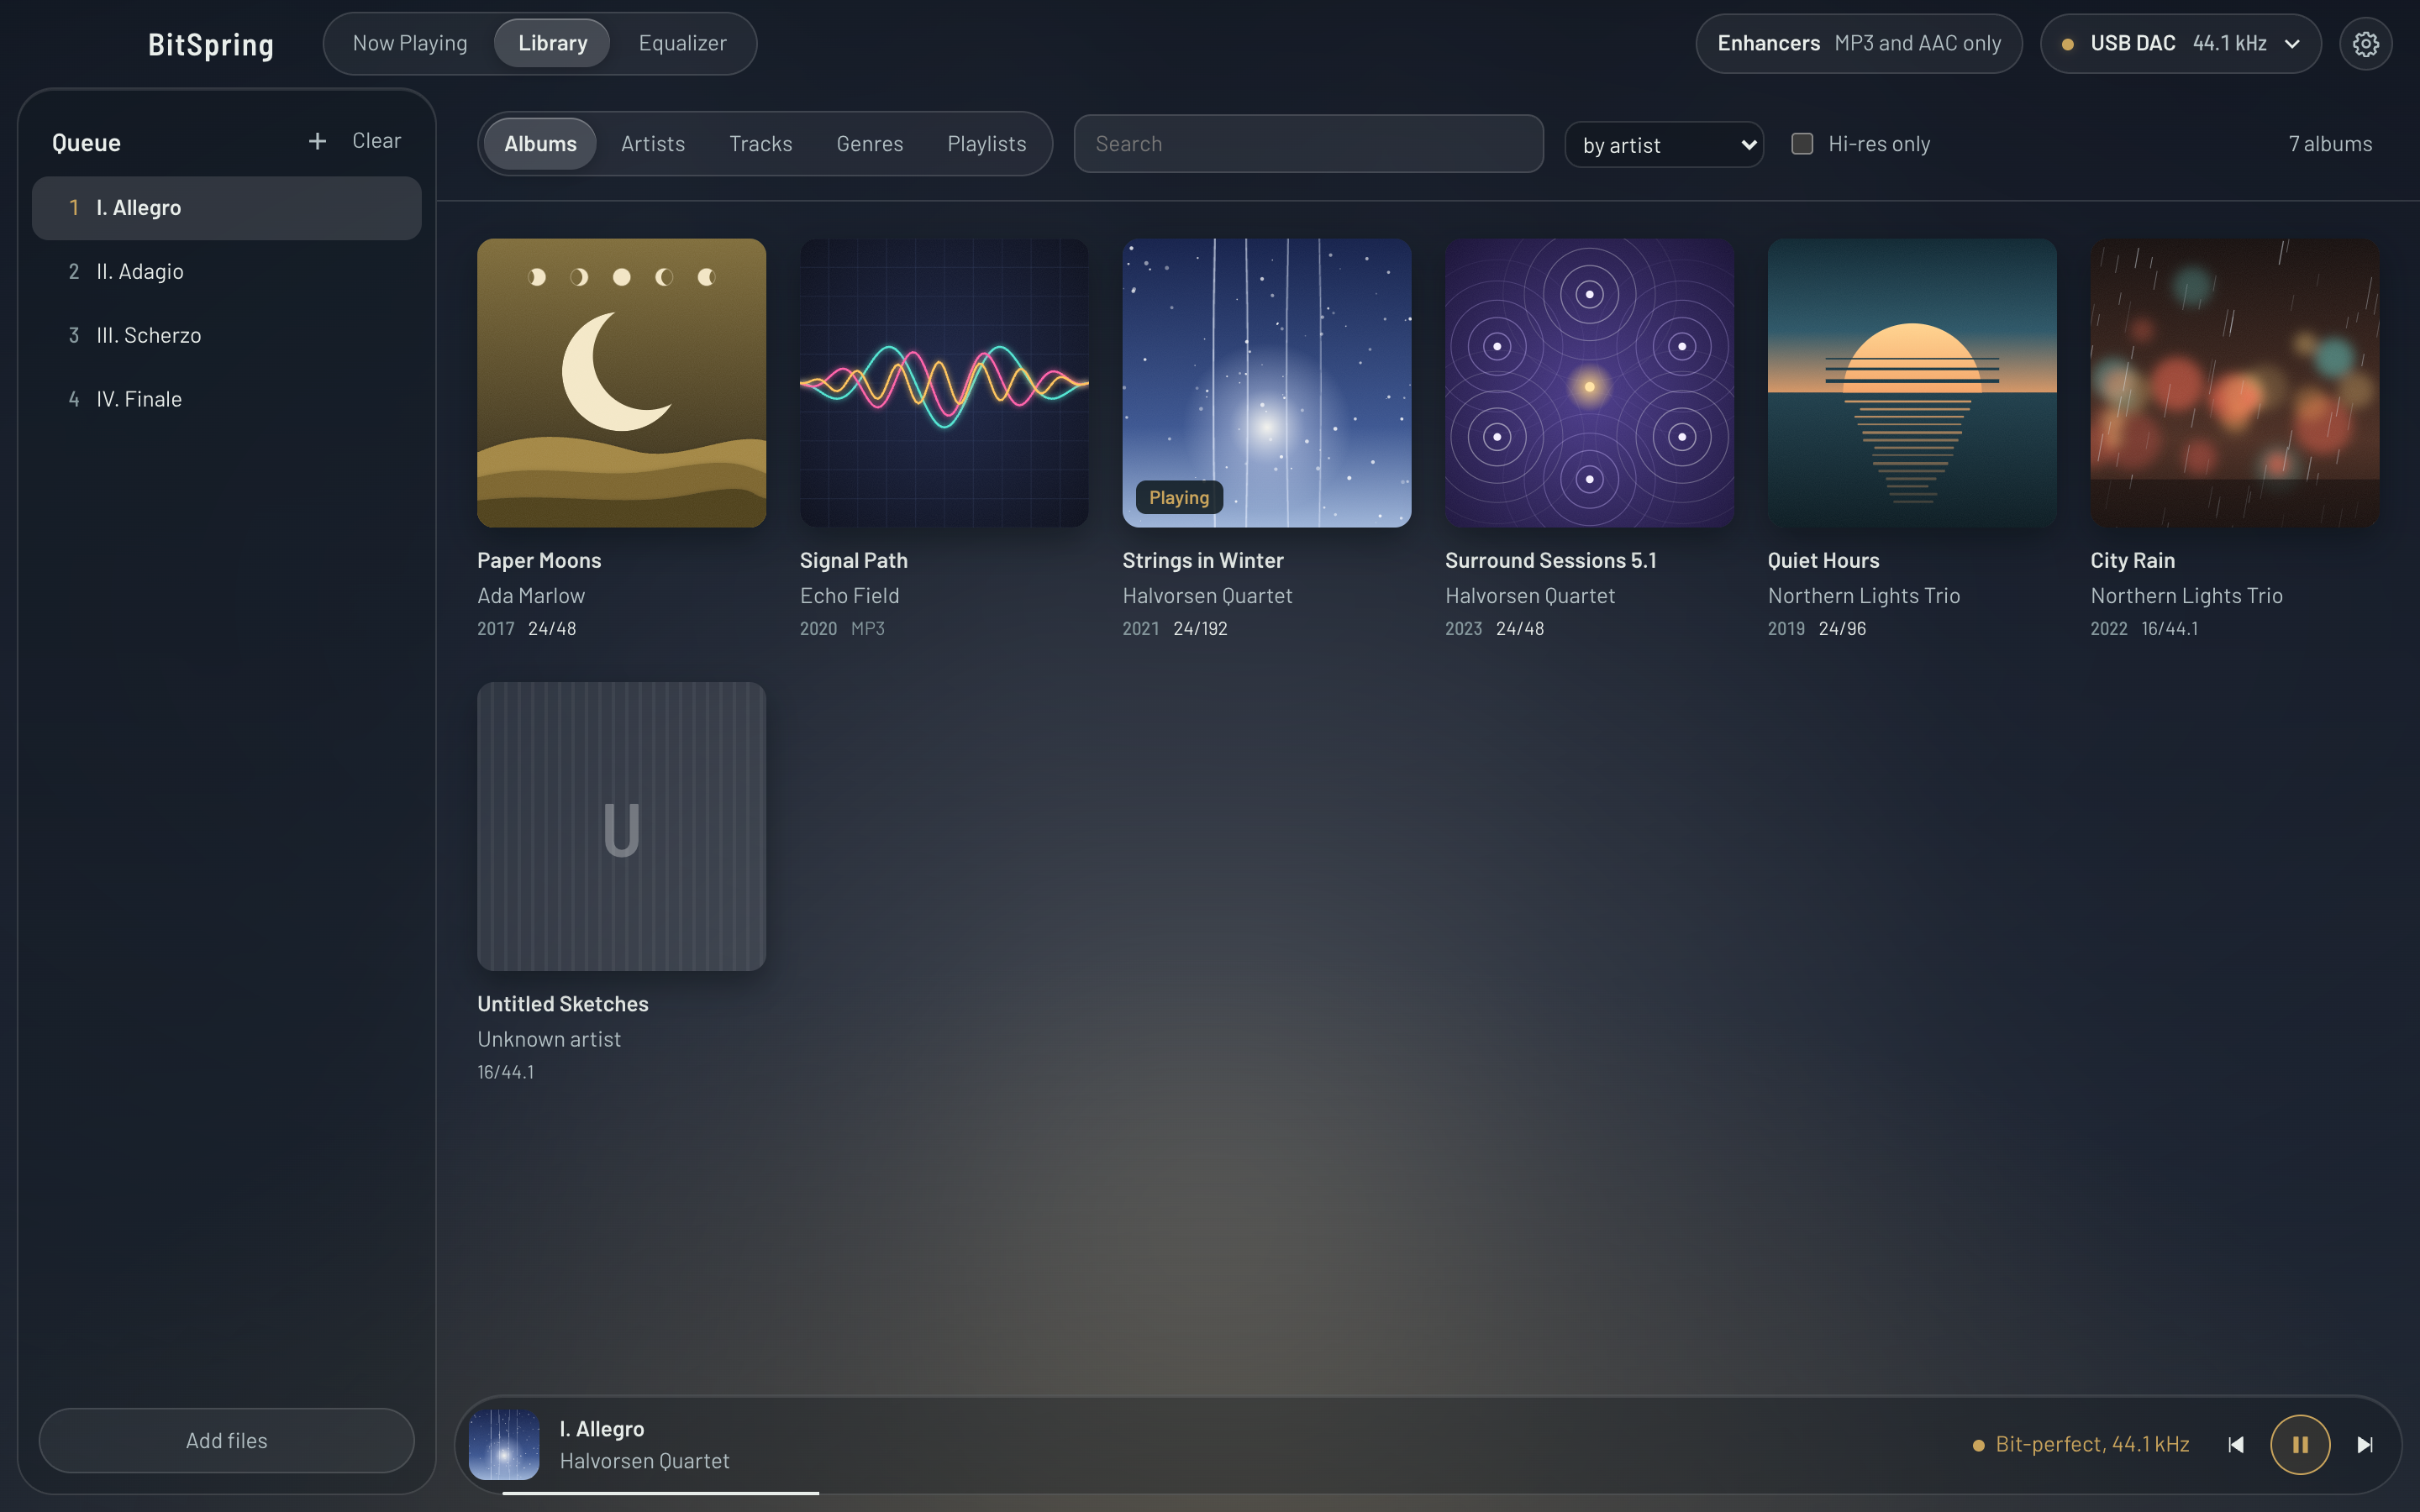 BitSpring
Now Playing Library Equalizer
Enhancers MP3 and AAC only
USB DAC 44.1 kHz
Queue
+ Clear
1 I. Allegro
2 II. Adagio
3 III. Scherzo
4 IV. Finale
Add files
Albums Artists Tracks Genres Playlists
Search
by artist
Hi-res only
7 albums
Paper Moons
Ada Marlow
2017 24/48
Signal Path
Echo Field
2020 MP3
Playing
Strings in Winter
Halvorsen Quartet
2021 24/192
Surround Sessions 5.1
Halvorsen Quartet
2023 24/48
Quiet Hours
Northern Lights Trio
2019 24/96
City Rain
Northern Lights Trio
2022 16/44.1
U
Untitled Sketches
Unknown artist
16/44.1
I. Allegro
Halvorsen Quartet
Bit-perfect, 44.1 kHz